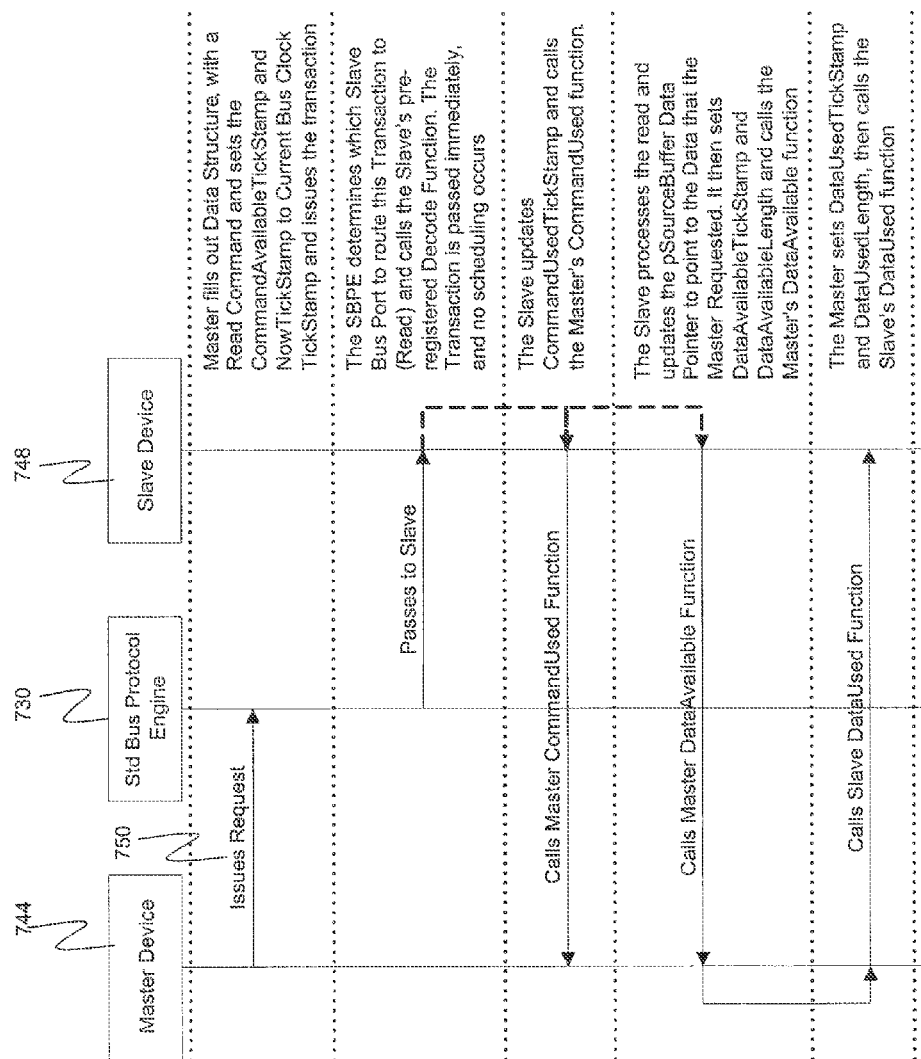 744
730
748
Master Device
Std Bus Protocol
Engine
Slave Device
750
Issues Request
Master fills out Data Structure, with a
Read Command and sets the
CommandAvailableTickStamp and
NowTickStamp to Current Bus Clock
TickStamp and issues the transaction
Passes to Slave
The SBPE determines which Slave
Bus Port to route this Transaction to
(Read) and calls the Slave's pre-
registered Decode Function. The
Transaction is passed immediately,
and no scheduling occurs
Calls Master CommandUsed Function
The Slave updates
CommandUsedTickStamp and calls
the Master's CommandUsed function.
Calls Master DataAvailable Function
The Slave processes the read and
updates the pSourceBuffer Data
Pointer to point to the Data that the
Master Requested. It then sets
DataAvailableTickStamp and
DataAvailableLength and calls the
Master's DataAvailable function
Calls Slave DataUsed Function
The Master sets DataUsedTickStamp
and DataUsedLength, then calls the
Slave's DataUsed function